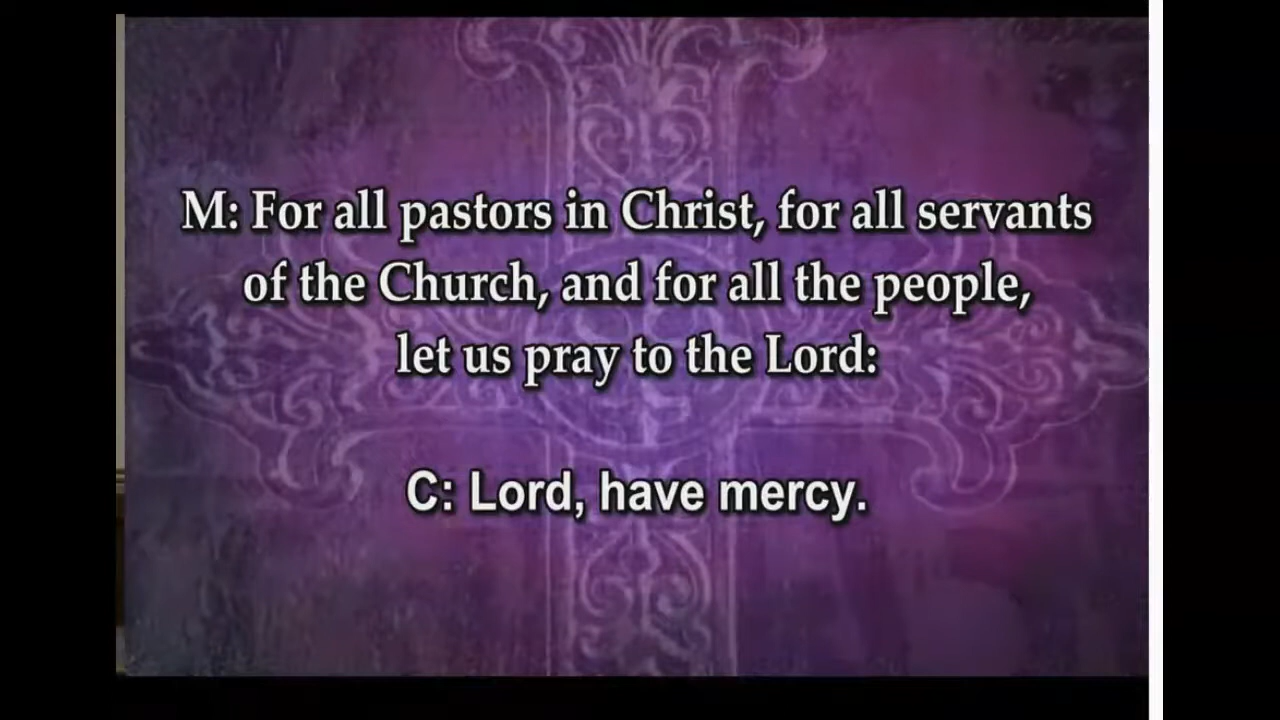 M: For all pastors in Christ, for all servants
of the Church, and for all the people,
let us pray to the Lord:
C: Lord, have mercy.